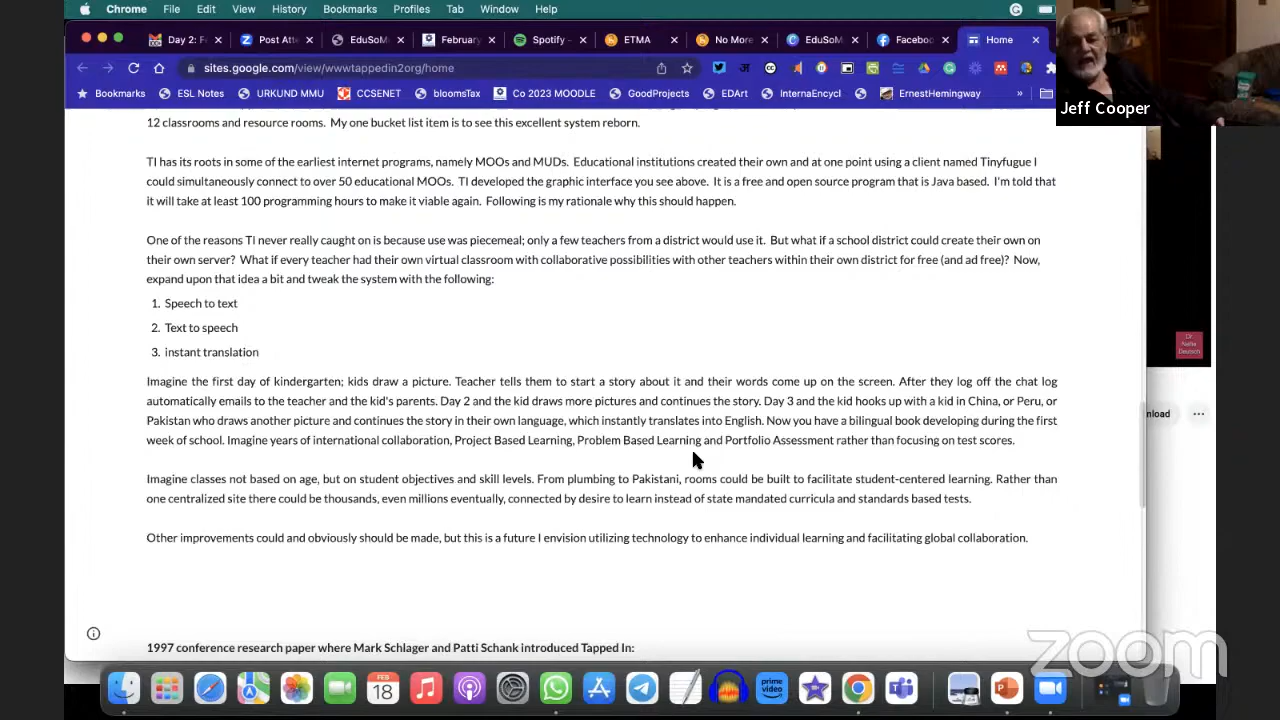 Chrome File Edit View History Bookmarks Profiles Tab Window Help
Day 2: F
Post Att
EduSoM
February
Spotify –
ETMA
No More
EduSoM
Facebo
Home
sites.google.com/view/wwwtappedin2org/home
Bookmarks ESL Notes URKUND MMU CCSENET bloomsTax Co 2023 MOODLE GoodProjects EDArt InternaEncycl ErnestHemingway »
Jeff Cooper
12 classrooms and resource rooms. My one bucket list item is to see this excellent system reborn.
TI has its roots in some of the earliest internet programs, namely MOOs and MUDs. Educational institutions created their own and at one point using a client named Tinyfugue I
could simultaneously connect to over 50 educational MOOs. TI developed the graphic interface you see above. It is a free and open source program that is Java based. I'm told that
it will take at least 100 programming hours to make it viable again. Following is my rationale why this should happen.
One of the reasons TI never really caught on is because use was piecemeal; only a few teachers from a district would use it. But what if a school district could create their own on
their own server? What if every teacher had their own virtual classroom with collaborative possibilities with other teachers within their own district for free (and ad free)? Now,
expand upon that idea a bit and tweak the system with the following:
1. Speech to text
2. Text to speech
3. instant translation
Imagine the first day of kindergarten; kids draw a picture. Teacher tells them to start a story about it and their words come up on the screen. After they log off the chat log
automatically emails to the teacher and the kid's parents. Day 2 and the kid draws more pictures and continues the story. Day 3 and the kid hooks up with a kid in China, or Peru, or
Pakistan who draws another picture and continues the story in their own language, which instantly translates into English. Now you have a bilingual book developing during the first
week of school. Imagine years of international collaboration, Project Based Learning, Problem Based Learning and Portfolio Assessment rather than focusing on test scores.
Imagine classes not based on age, but on student objectives and skill levels. From plumbing to Pakistani, rooms could be built to facilitate student-centered learning. Rather than
one centralized site there could be thousands, even millions eventually, connected by desire to learn instead of state mandated curricula and standards based tests.
Other improvements could and obviously should be made, but this is a future I envision utilizing technology to enhance individual learning and facilitating global collaboration.
1997 conference research paper where Mark Schlager and Patti Schank introduced Tapped In:
Dr.
Nellie
Deutsch
nload
zoom
FEB
18
prime
video